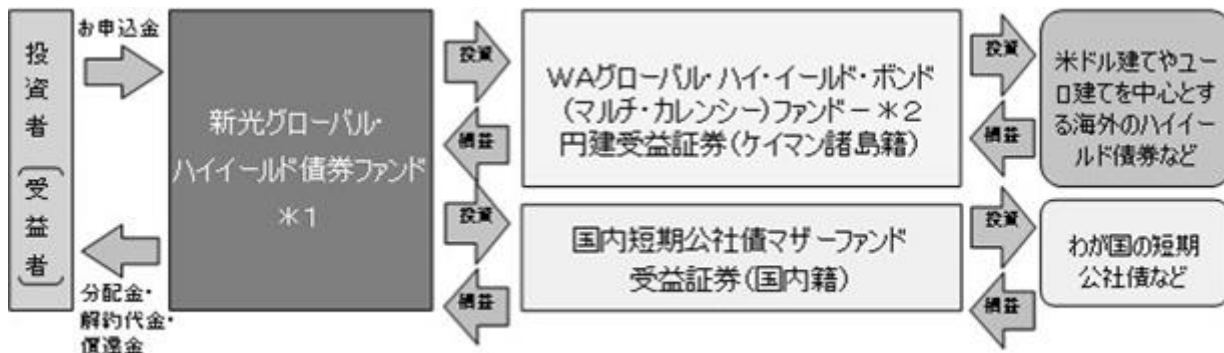 お申込金
投資者(受益者)
分配金・
解約代金・
償還金
新光グローバル・
ハイイールド債券ファンド
＊1
投資
損益
投資
損益
WAグローバル・ハイ・イールド・ボンド
(マルチ・カレンシー)ファンドー＊2
円建受益証券(ケイマン諸島籍)
国内短期公社債マザーファンド
受益証券(国内籍)
投資
損益
投資
損益
米ドル建てやユー
ロ建てを中心とす
る海外のハイイー
ルド債券など
わが国の短期
公社債など